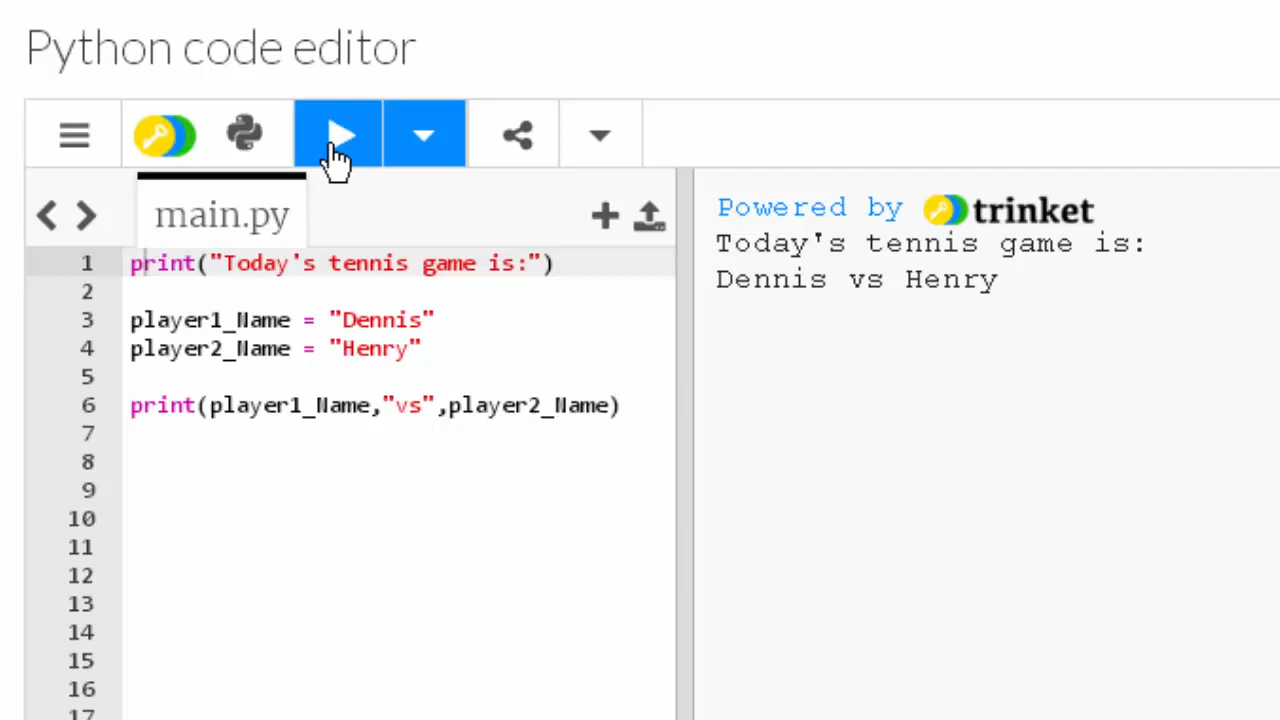 Python code editor
main.py
1 print("Today's tennis game is:")
2
3 player1_Name = "Dennis"
4 player2_Name = "Henry"
5
6 print(player1_Name,"vs",player2_Name)
7
8
9
10
11
12
13
14
15
16
17
Powered by trinket
Today's tennis game is:
Dennis vs Henry